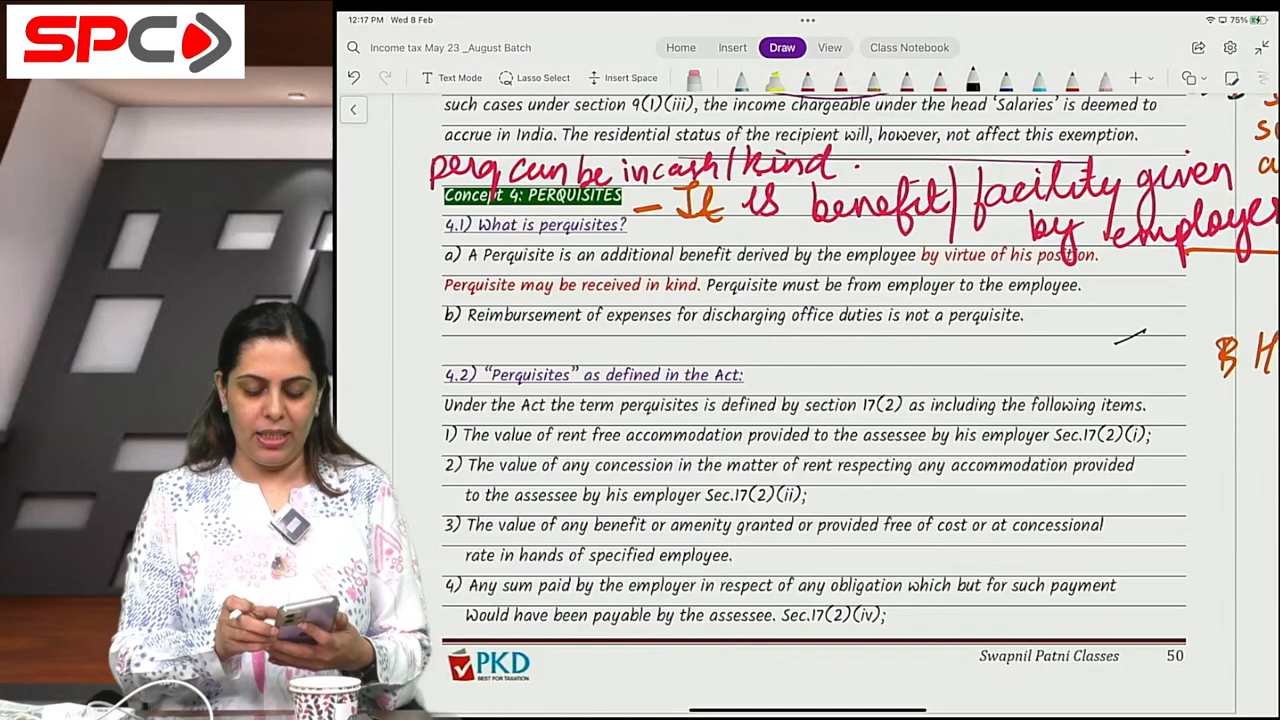 SPC
12:17 PM Wed 8 Feb
75%
Income tax May 23 _August Batch
Home Insert Draw View Class Notebook
Text Mode Lasso Select Insert Space
such cases under section 9(1)(iii), the income chargeable under the head ‘Salaries’ is deemed to
accrue in India. The residential status of the recipient will, however, not affect this exemption.
perq can be in cash/kind.
Concept 4: PERQUISITES
- It is benefit/facility given
by employer
4.1) What is perquisites?
a) A Perquisite is an additional benefit derived by the employee by virtue of his position.
Perquisite may be received in kind. Perquisite must be from employer to the employee.
b) Reimbursement of expenses for discharging office duties is not a perquisite.
4.2) “Perquisites” as defined in the Act:
Under the Act the term perquisites is defined by section 17(2) as including the following items.
1) The value of rent free accommodation provided to the assessee by his employer Sec.17(2)(i);
2) The value of any concession in the matter of rent respecting any accommodation provided
to the assessee by his employer Sec.17(2)(ii);
3) The value of any benefit or amenity granted or provided free of cost or at concessional
rate in hands of specified employee.
4) Any sum paid by the employer in respect of any obligation which but for such payment
Would have been payable by the assessee. Sec.17(2)(iv);
PKD
BEST FOR TAXATION
Swapnil Patni Classes 50